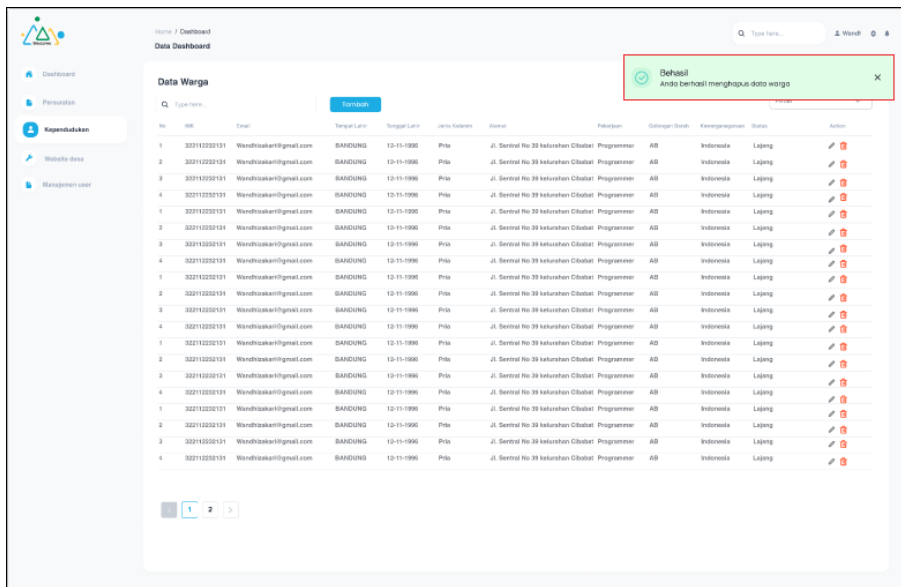 Home / Dashboard
Data Dashboard
Type here...
Wandi
Dashboard
Persuratan
Kependudukan
Website desa
Manajemen user
Behasil
Anda berhasil menghapus data warga
Data Warga
Type here...
Tambah
No NIK Email Tempat Lahir Tanggal Lahir Jenis Kelamin Alamat Pekerjaan Golongan Darah Kewarganegaraan Status Action
1 322112232131 Wandhizakari@gmail.com BANDUNG 12-11-1996 Pria Jl. Sentral No 39 kelurahan Cibabat Programmer AB Indonesia Lajang
2 322112232131 Wandhizakari@gmail.com BANDUNG 12-11-1996 Pria Jl. Sentral No 39 kelurahan Cibabat Programmer AB Indonesia Lajang
3 322112232131 Wandhizakari@gmail.com BANDUNG 12-11-1996 Pria Jl. Sentral No 39 kelurahan Cibabat Programmer AB Indonesia Lajang
4 322112232131 Wandhizakari@gmail.com BANDUNG 12-11-1996 Pria Jl. Sentral No 39 kelurahan Cibabat Programmer AB Indonesia Lajang
1 322112232131 Wandhizakari@gmail.com BANDUNG 12-11-1996 Pria Jl. Sentral No 39 kelurahan Cibabat Programmer AB Indonesia Lajang
2 322112232131 Wandhizakari@gmail.com BANDUNG 12-11-1996 Pria Jl. Sentral No 39 kelurahan Cibabat Programmer AB Indonesia Lajang
3 322112232131 Wandhizakari@gmail.com BANDUNG 12-11-1996 Pria Jl. Sentral No 39 kelurahan Cibabat Programmer AB Indonesia Lajang
4 322112232131 Wandhizakari@gmail.com BANDUNG 12-11-1996 Pria Jl. Sentral No 39 kelurahan Cibabat Programmer AB Indonesia Lajang
1 322112232131 Wandhizakari@gmail.com BANDUNG 12-11-1996 Pria Jl. Sentral No 39 kelurahan Cibabat Programmer AB Indonesia Lajang
2 322112232131 Wandhizakari@gmail.com BANDUNG 12-11-1996 Pria Jl. Sentral No 39 kelurahan Cibabat Programmer AB Indonesia Lajang
3 322112232131 Wandhizakari@gmail.com BANDUNG 12-11-1996 Pria Jl. Sentral No 39 kelurahan Cibabat Programmer AB Indonesia Lajang
4 322112232131 Wandhizakari@gmail.com BANDUNG 12-11-1996 Pria Jl. Sentral No 39 kelurahan Cibabat Programmer AB Indonesia Lajang
1 322112232131 Wandhizakari@gmail.com BANDUNG 12-11-1996 Pria Jl. Sentral No 39 kelurahan Cibabat Programmer AB Indonesia Lajang
2 322112232131 Wandhizakari@gmail.com BANDUNG 12-11-1996 Pria Jl. Sentral No 39 kelurahan Cibabat Programmer AB Indonesia Lajang
3 322112232131 Wandhizakari@gmail.com BANDUNG 12-11-1996 Pria Jl. Sentral No 39 kelurahan Cibabat Programmer AB Indonesia Lajang
4 322112232131 Wandhizakari@gmail.com BANDUNG 12-11-1996 Pria Jl. Sentral No 39 kelurahan Cibabat Programmer AB Indonesia Lajang
1 322112232131 Wandhizakari@gmail.com BANDUNG 12-11-1996 Pria Jl. Sentral No 39 kelurahan Cibabat Programmer AB Indonesia Lajang
2 322112232131 Wandhizakari@gmail.com BANDUNG 12-11-1996 Pria Jl. Sentral No 39 kelurahan Cibabat Programmer AB Indonesia Lajang
3 322112232131 Wandhizakari@gmail.com BANDUNG 12-11-1996 Pria Jl. Sentral No 39 kelurahan Cibabat Programmer AB Indonesia Lajang
4 322112232131 Wandhizakari@gmail.com BANDUNG 12-11-1996 Pria Jl. Sentral No 39 kelurahan Cibabat Programmer AB Indonesia Lajang
1 2